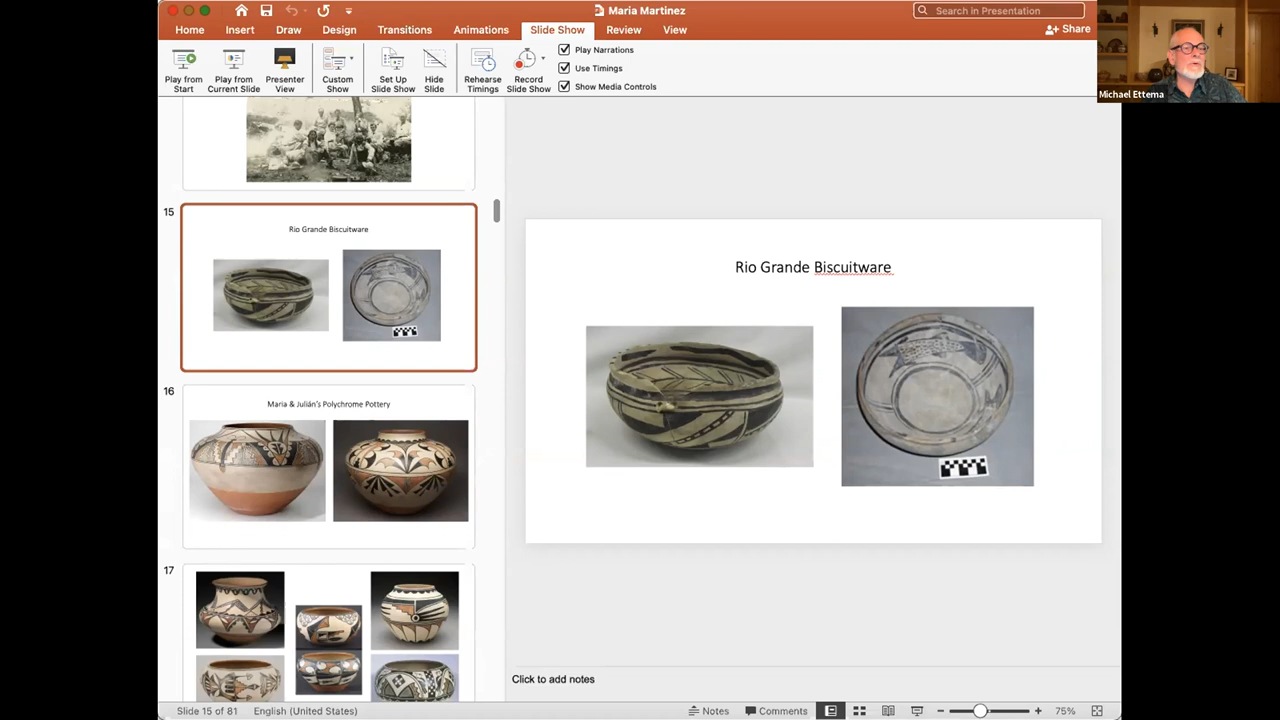 Maria Martinez
Search in Presentation
Home Insert Draw Design Transitions Animations Slide Show Review View
Share
Play from Start
Play from Current Slide
Presenter View
Custom Show
Set Up Slide Show
Hide Slide
Rehearse Timings
Record Slide Show
Play Narrations
Use Timings
Show Media Controls
Michael Ettema
15
Rio Grande Biscuitware
16
Maria & Julián's Polychrome Pottery
17
Rio Grande Biscuitware
Click to add notes
Slide 15 of 81 English (United States) Notes Comments 75%